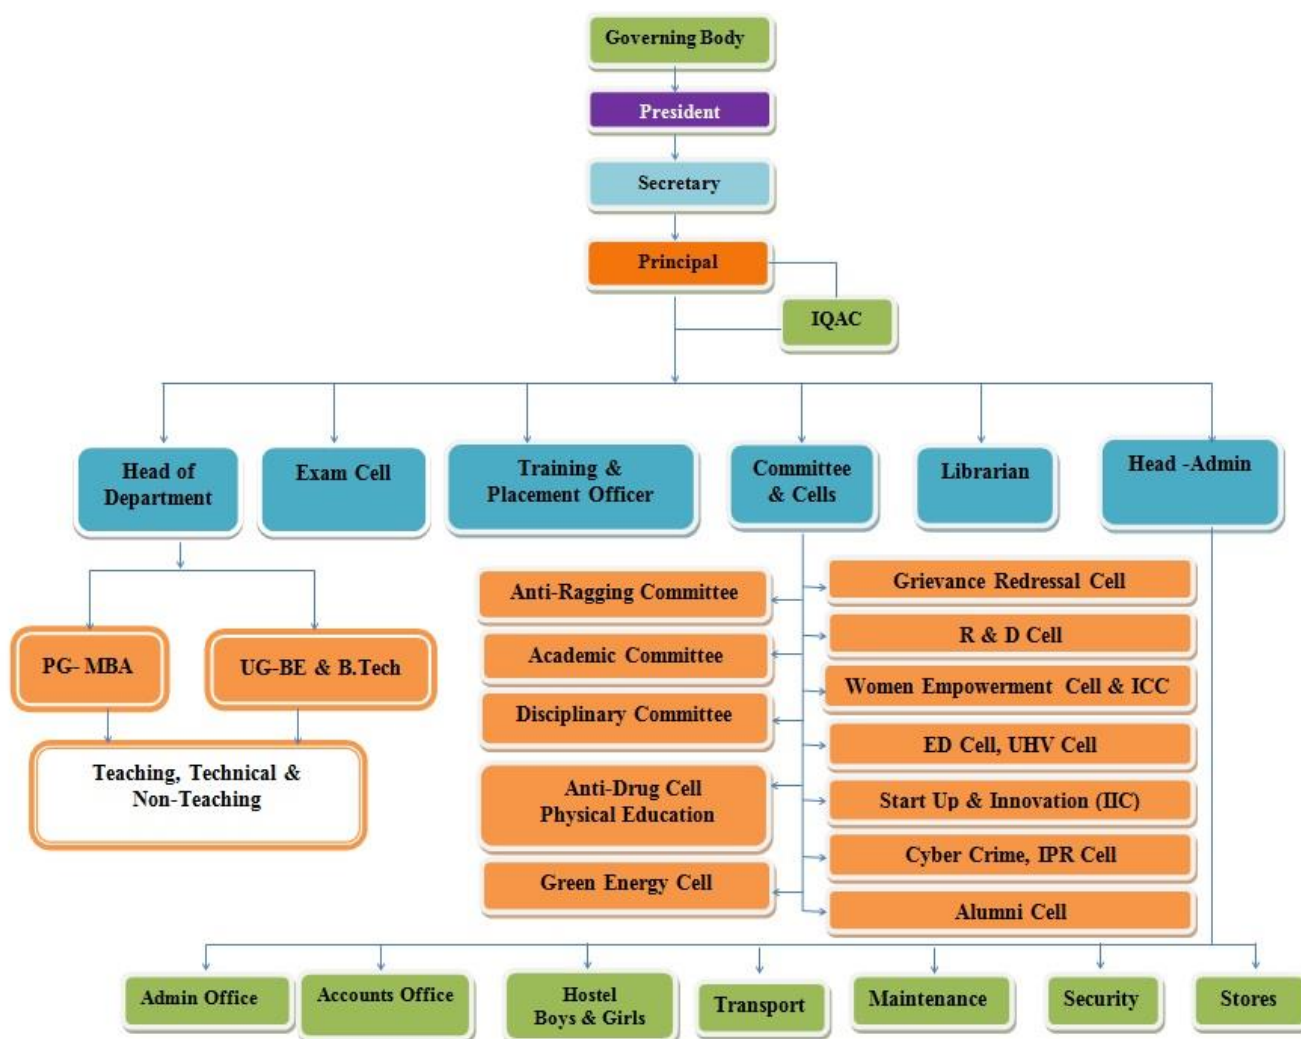 Governing Body
President
Secretary
Principal
IQAC
Head of
Department
Exam Cell
Training &
Placement Officer
Committee
& Cells
Librarian
Head -Admin
PG- MBA
UG-BE & B.Tech
Teaching, Technical &
Non-Teaching
Anti-Ragging Committee
Academic Committee
Disciplinary Committee
Anti-Drug Cell
Physical Education
Green Energy Cell
Grievance Redressal Cell
R & D Cell
Women Empowerment Cell & ICC
ED Cell, UHV Cell
Start Up & Innovation (IIC)
Cyber Crime, IPR Cell
Alumni Cell
Admin Office
Accounts Office
Hostel
Boys & Girls
Transport
Maintenance
Security
Stores